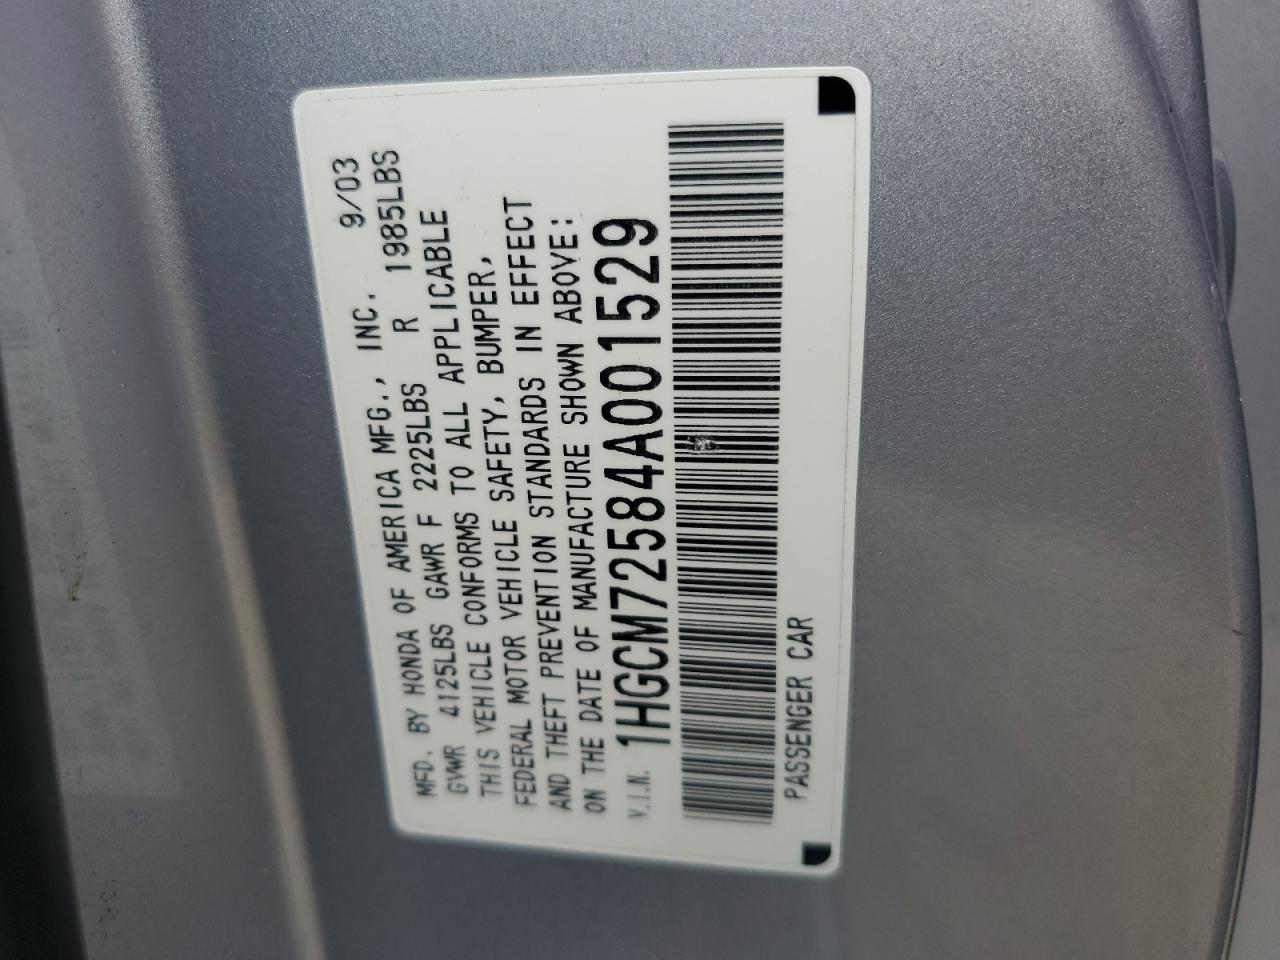 MFD. BY HONDA OF AMERICA MFG., INC. 9/03
GVWR 4125LBS GAWR F 2225LBS R 1985LBS
THIS VEHICLE CONFORMS TO ALL APPLICABLE
FEDERAL MOTOR VEHICLE SAFETY, BUMPER,
AND THEFT PREVENTION STANDARDS IN EFFECT
ON THE DATE OF MANUFACTURE SHOWN ABOVE:
V.I.N. 1HGCM72584A001529
PASSENGER CAR